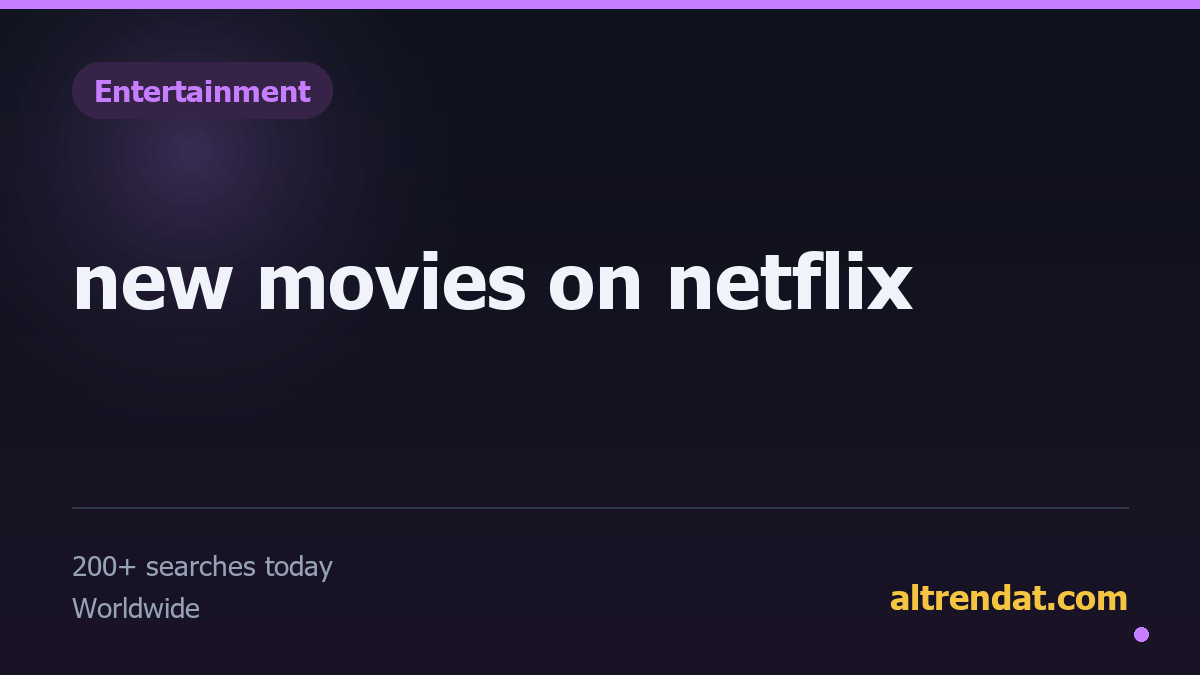 Entertainment
new movies on netflix
200+ searches today
Worldwide
altrendat.com